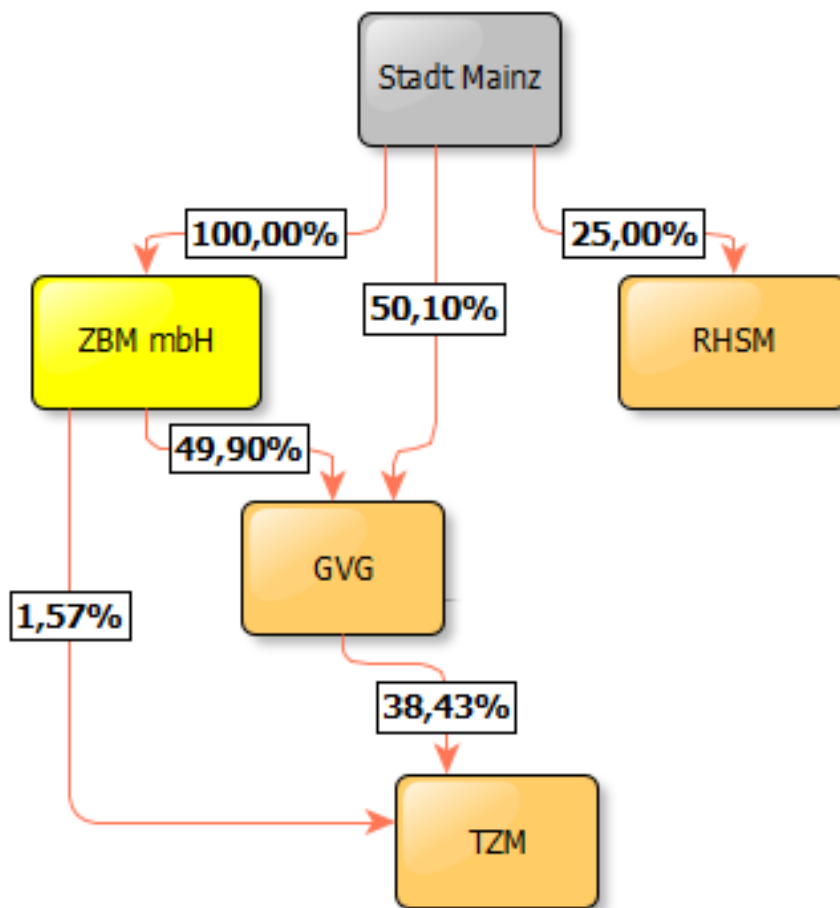 Stadt Mainz
100,00%
25,00%
50,10%
ZBM mbH
RHSM
49,90%
GVG
1,57%
38,43%
TZM